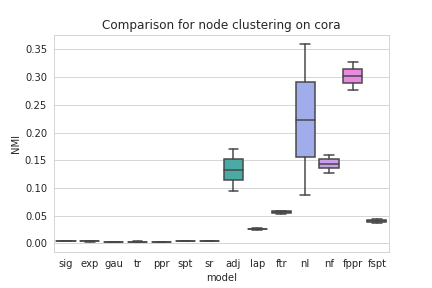 Comparison for node clustering on cora
0.35
0.30
0.25
0.20
0.15
0.10
0.05
0.00
NMI
sig exp gau tr ppr spt sr adj lap ftr nl nf fppr fspt
model